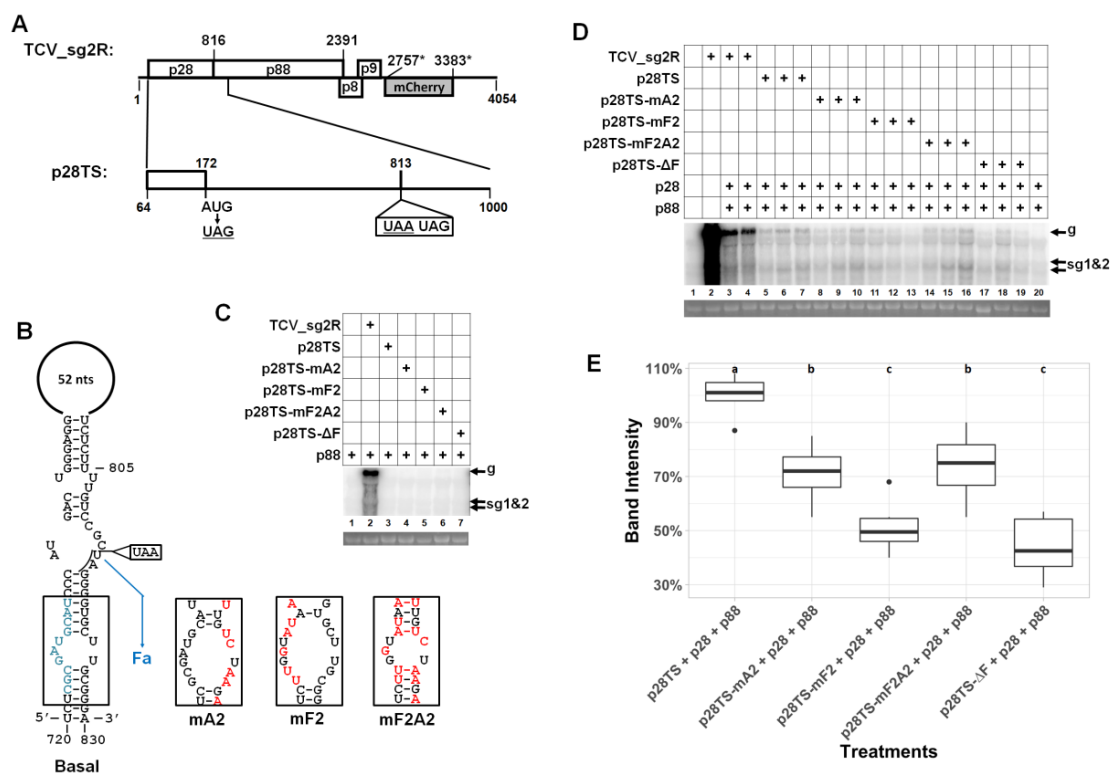 A
TCV_sg2R:
816
2391
p28
p88
p9
p8
2757*
3383*
mCherry
1
4054
p28TS:
172
813
64
AUG
UAG
UAA UAG
1000
B
52 nts
805
UAA
Fa
5′
3′
720
830
Basal
mA2
mF2
mF2A2
C
TCV_sg2R +
p28TS +
p28TS-mA2 +
p28TS-mF2 +
p28TS-mF2A2 +
p28TS-ΔF +
p88 + + + + + + +
g
sg1&2
1 2 3 4 5 6 7
D
TCV_sg2R + + +
p28TS + + +
p28TS-mA2 + + +
p28TS-mF2 + + +
p28TS-mF2A2 + + +
p28TS-ΔF + + +
p28 + + + + + + + + + + + + + + + + + +
p88 + + + + + + + + + + + + + + + + + +
g
sg1&2
1 2 3 4 5 6 7 8 9 10 11 12 13 14 15 16 17 18 19 20
E
110%
90%
70%
50%
30%
a b c b c
Band Intensity
p28TS + p28 + p88
p28TS-mA2 + p28 + p88
p28TS-mF2 + p28 + p88
p28TS-mF2A2 + p28 + p88
p28TS-ΔF + p28 + p88
Treatments